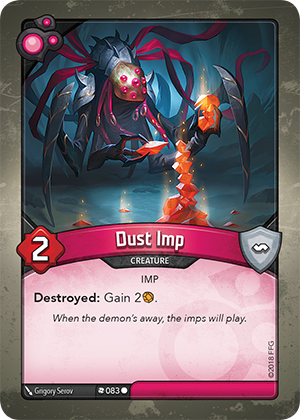 Dust Imp
2
CREATURE
IMP
Destroyed: Gain 2.
When the demon's away, the imps will play.
©2018 FFG
Grigory Serov
083